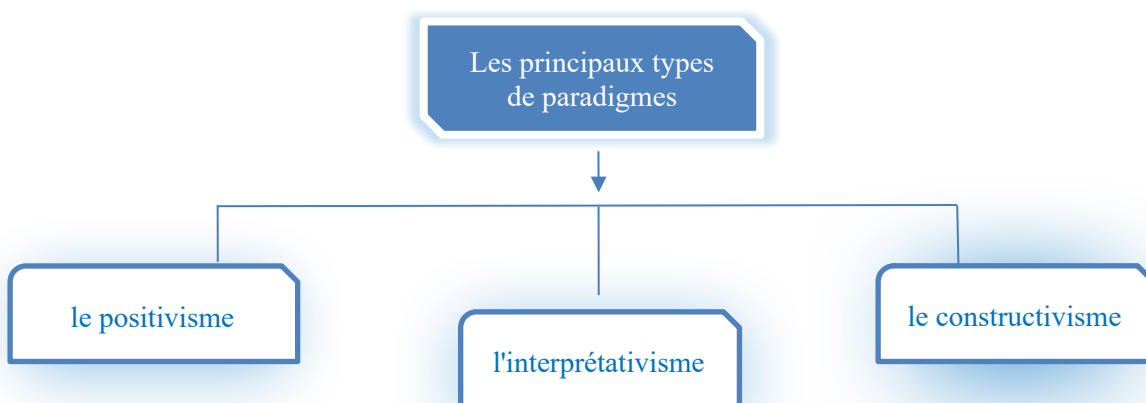 Les principaux types
de paradigmes
le positivisme
l'interprétativisme
le constructivisme